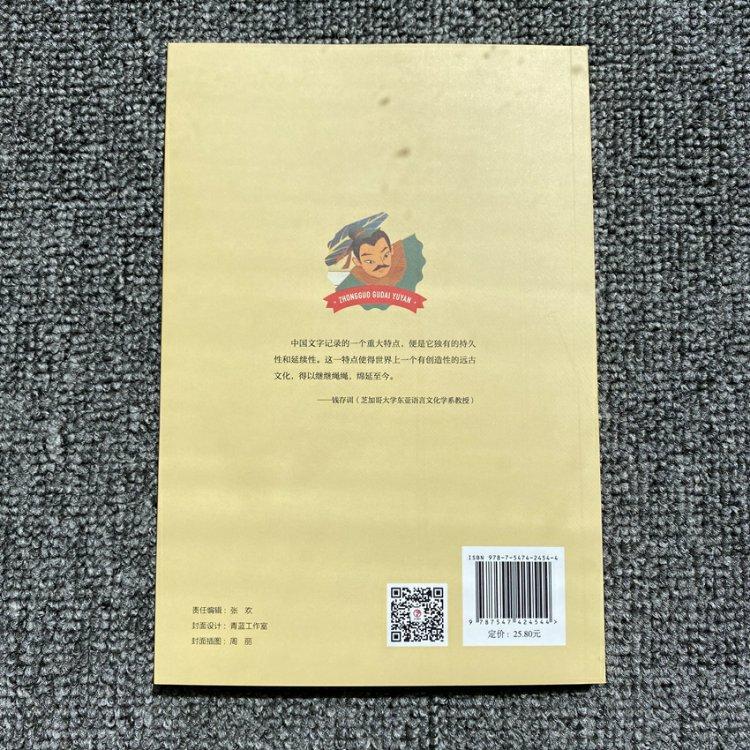 ZHONGGUO GUDAI YUYAN
中国文字记录的一个重大特点，便是它独有的持久
性和延续性。这一特点使得世界上一个有创造性的远古
文化，得以继继绳绳，绵延至今。
——钱存训（芝加哥大学东亚语言文化学系教授）
责任编辑：张 欢
封面设计：青蓝工作室
封面插图：周 丽
ISBN 978-7-5474-2454-4
9 787547 424544>
定价：25.80元